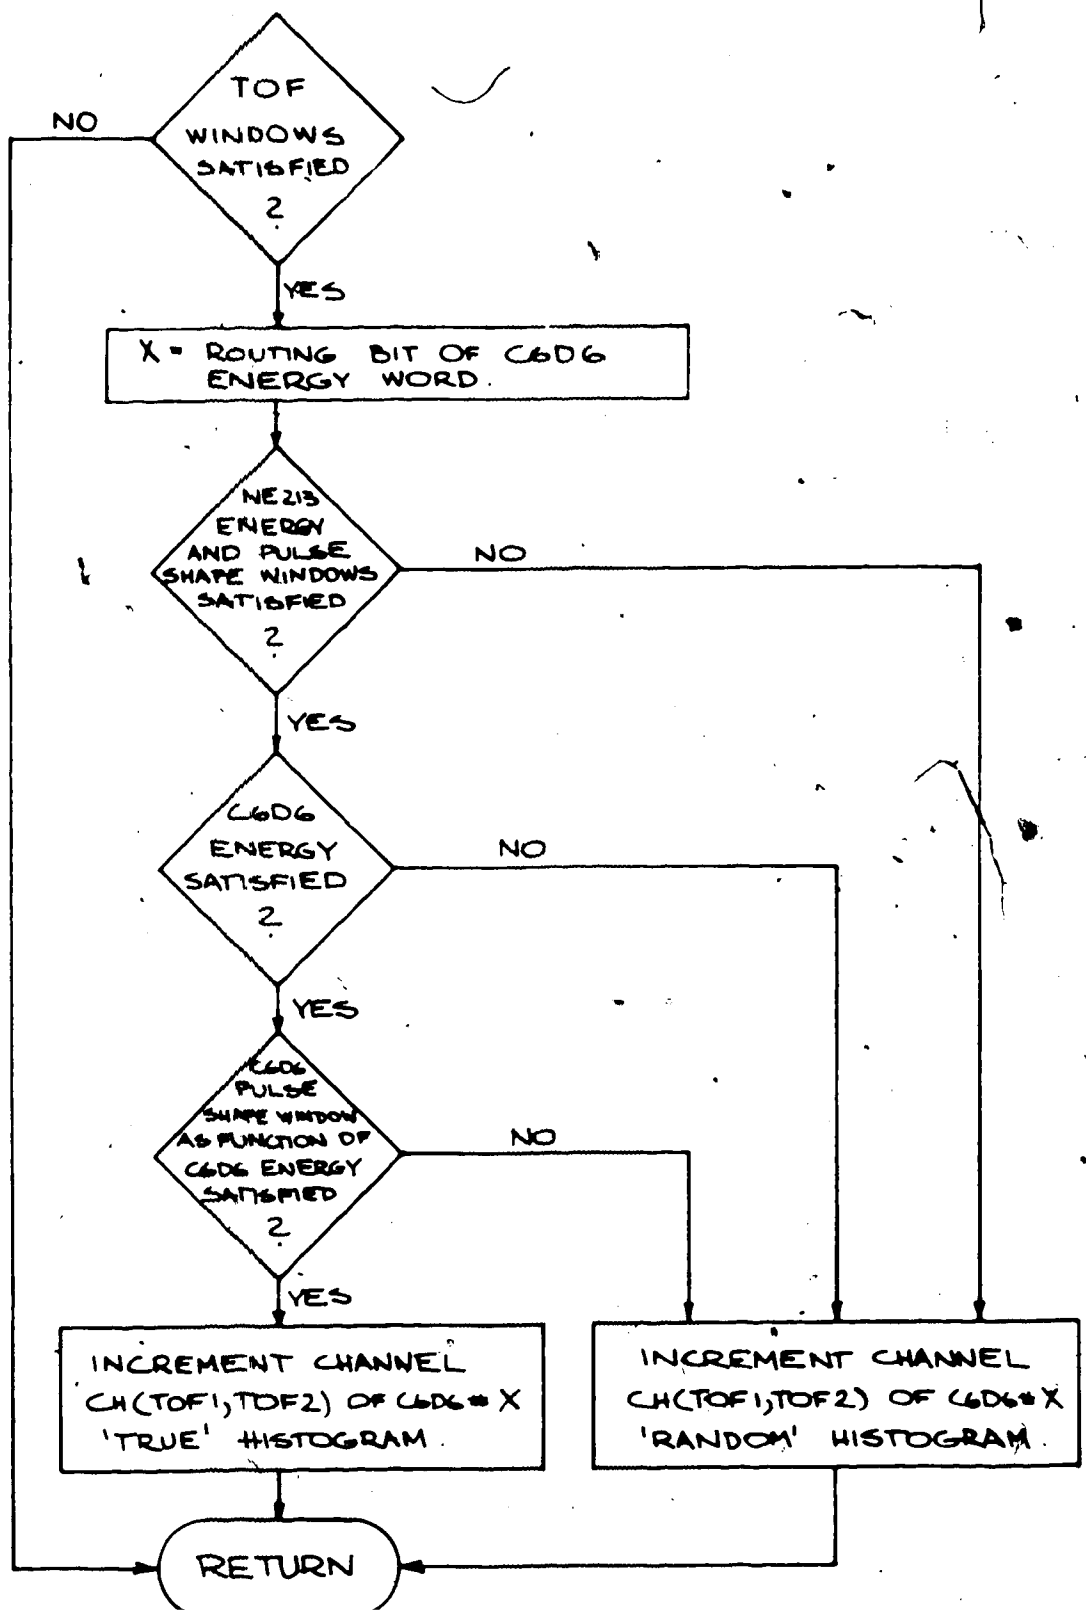 TOF
WINDOWS
SATISFIED
?
NO
YES
X = ROUTING BIT OF C6D6
ENERGY WORD.
NE213
ENERGY
AND PULSE
SHAPE WINDOWS
SATISFIED
?
NO
YES
C6D6
ENERGY
SATISFIED
?
NO
YES
C6D6
PULSE
SHAPE WINDOW
AS FUNCTION OF
C6D6 ENERGY
SATISFIED
?
NO
YES
INCREMENT CHANNEL
CH(TOF1,TOF2) OF C6D6# X
'TRUE' HISTOGRAM.
INCREMENT CHANNEL
CH(TOF1,TOF2) OF C6D6#X
'RANDOM' HISTOGRAM.
RETURN